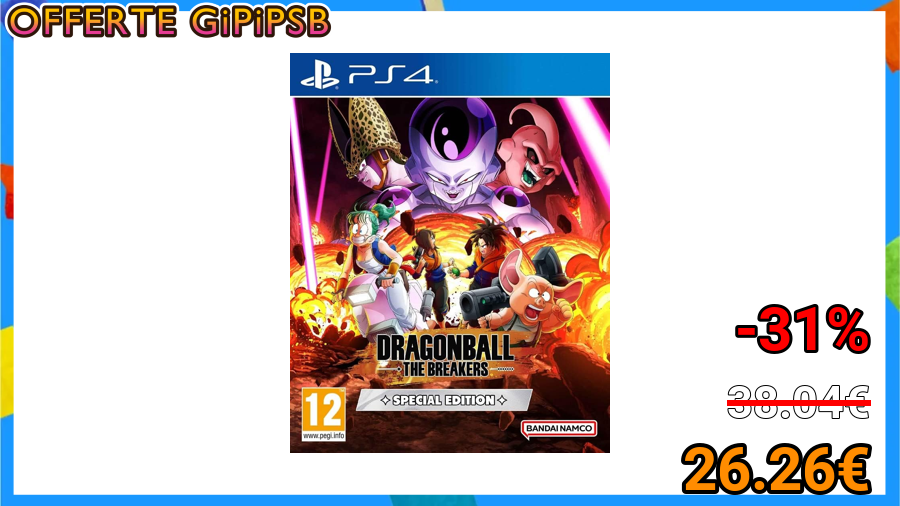 OFFERTE GiPiPSB
PS4
DRAGONBALL
THE BREAKERS
SPECIAL EDITION
12
www.pegi.info
BANDAI NAMCO
-31%
38.04€
26.26€